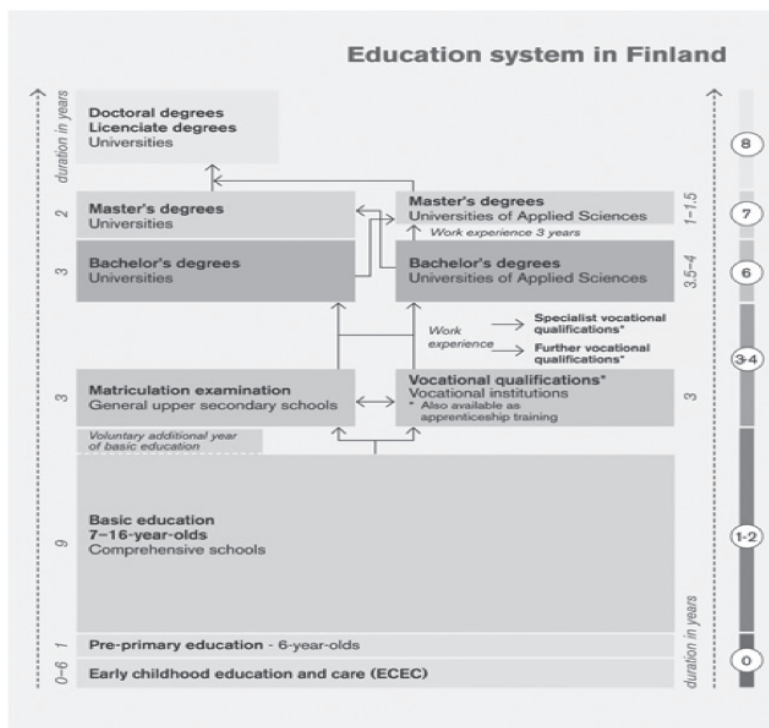 Education system in Finland
duration in years
Doctoral degrees
Licenciate degrees
Universities
8
2
Master's degrees
Universities
Master's degrees
Universities of Applied Sciences
1–1.5
7
Work experience 3 years
3
Bachelor's degrees
Universities
Bachelor's degrees
Universities of Applied Sciences
3.5–4
6
Work
experience
Specialist vocational
qualifications*
Further vocational
qualifications*
3-4
3
Matriculation examination
General upper secondary schools
Vocational qualifications*
Vocational institutions
* Also available as
apprenticeship training
3
Voluntary additional year
of basic education
9
Basic education
7–16-year-olds
Comprehensive schools
1-2
1
Pre-primary education - 6-year-olds
0–6
Early childhood education and care (ECEC)
duration in years
0